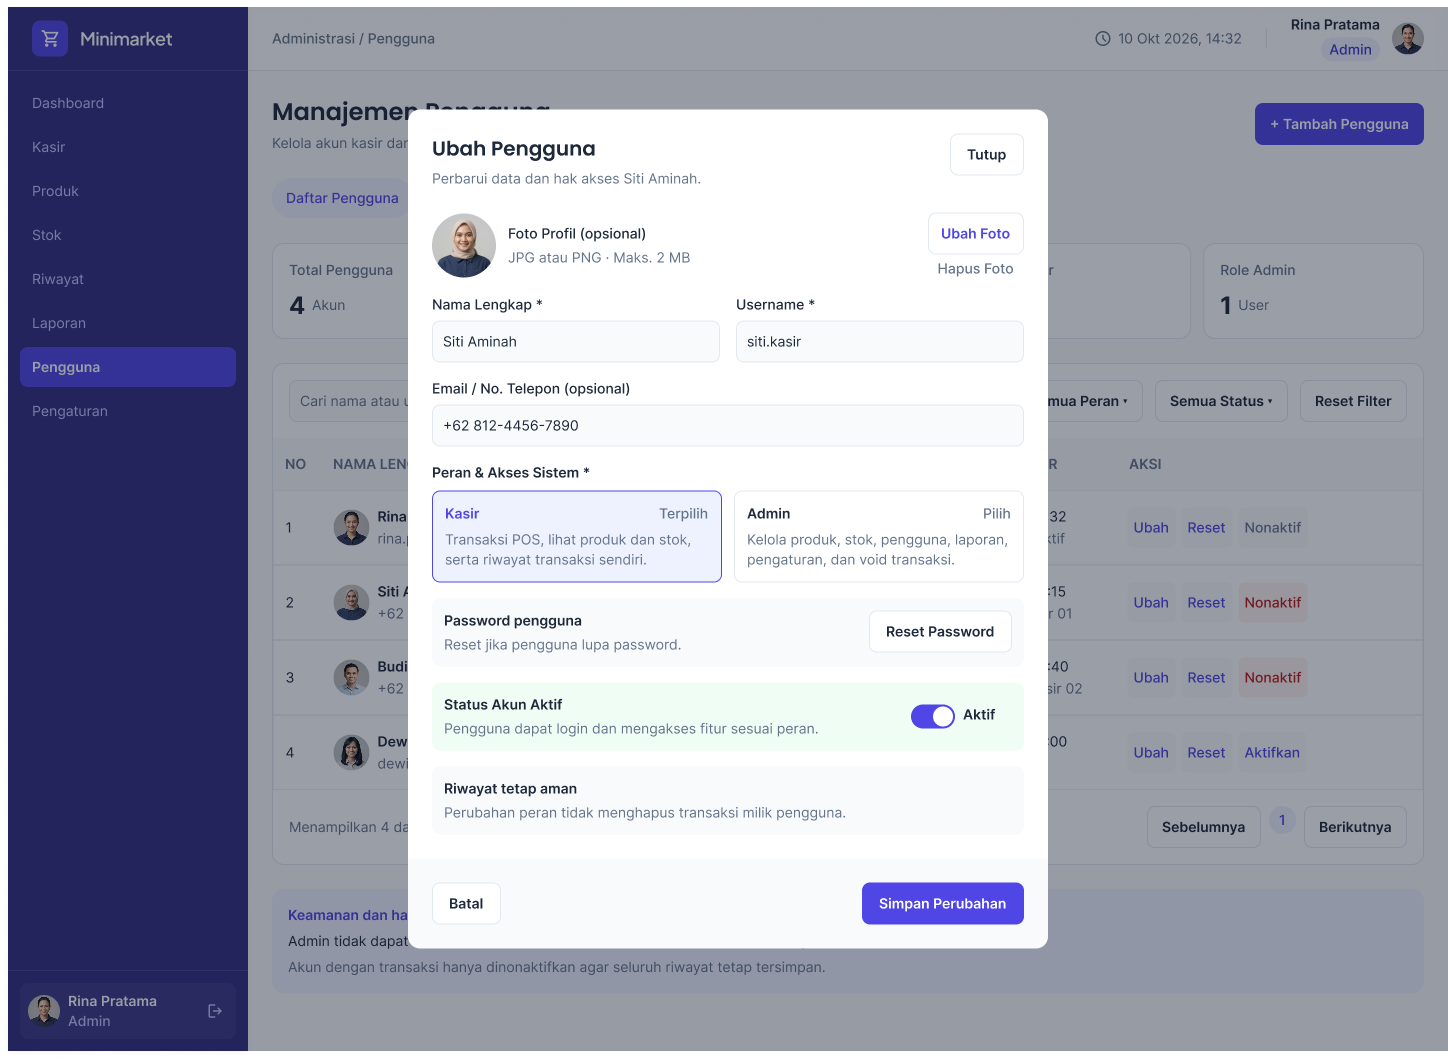 Minimarket
Dashboard
Kasir
Produk
Stok
Riwayat
Laporan
Pengguna
Pengaturan
Rina Pratama
Admin
Administrasi / Pengguna
10 Okt 2026, 14:32
Rina Pratama
Admin
Kelola akun kasir dar
+ Tambah Pengguna
Daftar Pengguna
Total Pengguna
4 Akun
Role Admin
1 User
Cari nama atau
mua Peran
Semua Status
Reset Filter
NO
NAMA LEN
R
AKSI
1
Rina
rina.
32
ktif
Ubah
Reset
Nonaktif
2
Siti
+62
:15
r 01
Ubah
Reset
Nonaktif
3
Budi
+62
:40
sir 02
Ubah
Reset
Nonaktif
4
Dew
dewi
:00
Ubah
Reset
Aktifkan
Menampilkan 4 da
Sebelumnya
1
Berikutnya
Keamanan dan ha
Admin tidak dapat
Akun dengan transaksi hanya dinonaktifkan agar seluruh riwayat tetap tersimpan.
Ubah Pengguna
Perbarui data dan hak akses Siti Aminah.
Tutup
Foto Profil (opsional)
JPG atau PNG · Maks. 2 MB
Ubah Foto
Hapus Foto
Nama Lengkap *
Username *
Siti Aminah
siti.kasir
Email / No. Telepon (opsional)
+62 812-4456-7890
Peran & Akses Sistem *
Kasir
Terpilih
Transaksi POS, lihat produk dan stok,
serta riwayat transaksi sendiri.
Admin
Pilih
Kelola produk, stok, pengguna, laporan,
pengaturan, dan void transaksi.
Password pengguna
Reset jika pengguna lupa password.
Reset Password
Status Akun Aktif
Pengguna dapat login dan mengakses fitur sesuai peran.
Aktif
Riwayat tetap aman
Perubahan peran tidak menghapus transaksi milik pengguna.
Batal
Simpan Perubahan